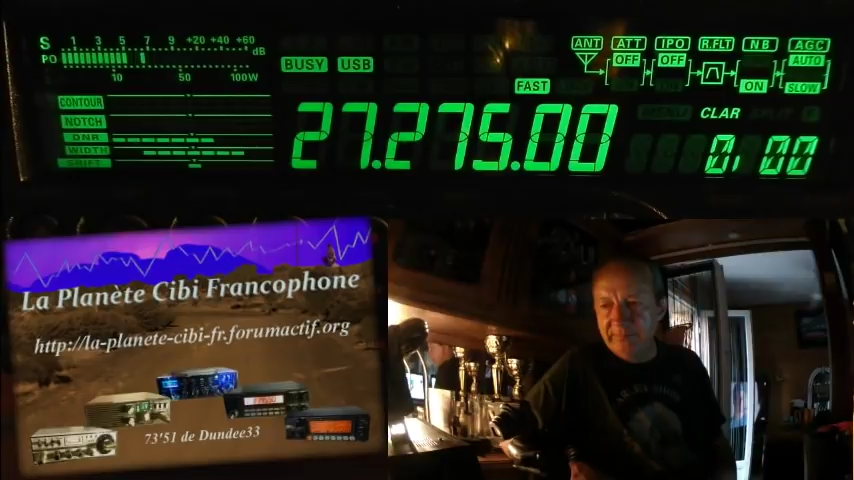 S 1 3 5 7 9 +20 +40 +60 dB
PO 10 50 100W
BUSY USB
FAST
ANT ATT IPO R.FLT NB AGC
OFF OFF AUTO
ON SLOW
CONTOUR
NOTCH
DNR
WIDTH
SHIFT
27.275.00
CLAR
0.00
La Planète Cibi Francophone
http://la-planete-cibi-fr.forumactif.org
73'51 de Dundee33